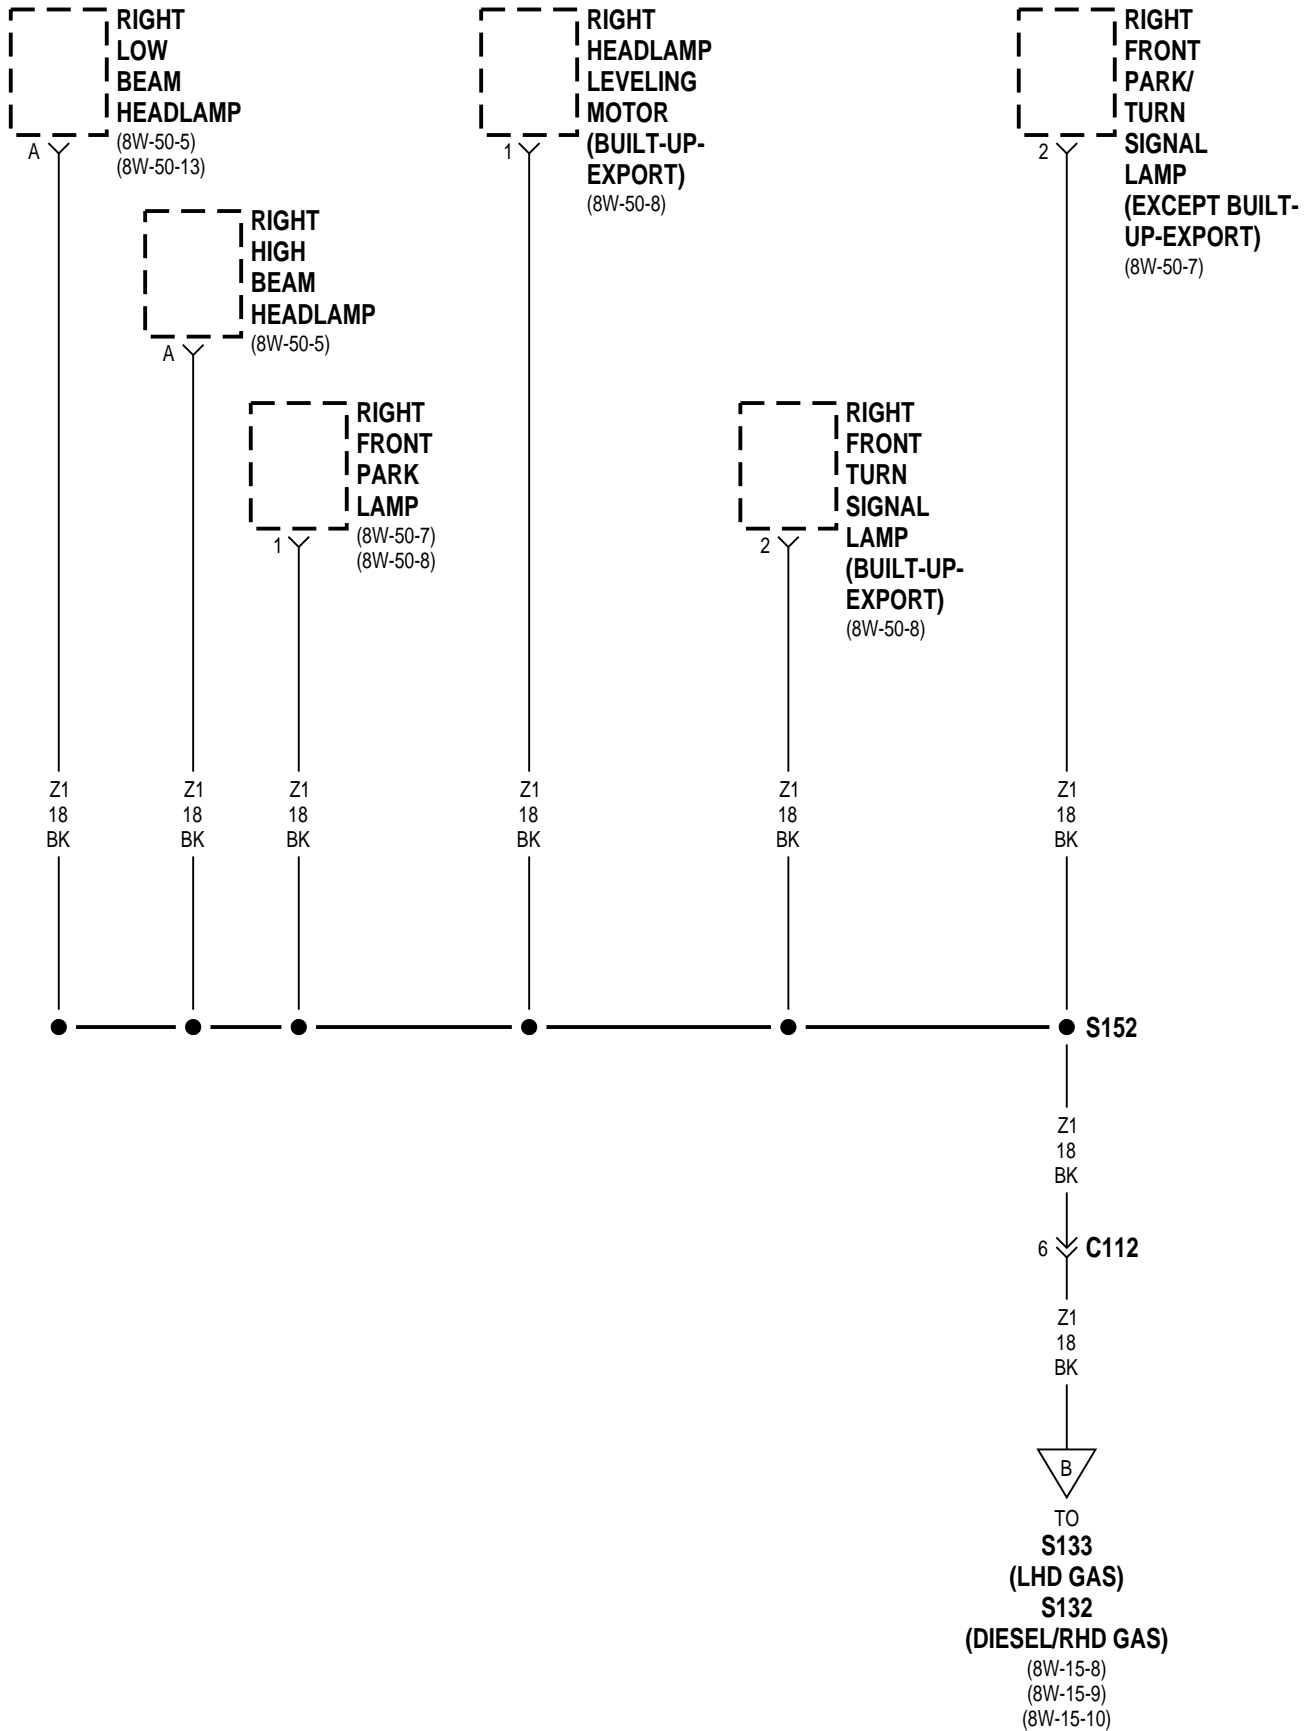 RIGHT
LOW
BEAM
HEADLAMP
(8W-50-5)
(8W-50-13)
A
RIGHT
HEADLAMP
LEVELING
MOTOR
(BUILT-UP-
EXPORT)
(8W-50-8)
1
RIGHT
FRONT
PARK/
TURN
SIGNAL
LAMP
(EXCEPT BUILT-
UP-EXPORT)
(8W-50-7)
2
RIGHT
HIGH
BEAM
HEADLAMP
(8W-50-5)
A
RIGHT
FRONT
PARK
LAMP
(8W-50-7)
(8W-50-8)
1
RIGHT
FRONT
TURN
SIGNAL
LAMP
(BUILT-UP-
EXPORT)
(8W-50-8)
2
Z1 Z1 Z1 Z1 Z1 Z1
18 18 18 18 18 18
BK BK BK BK BK BK
S152
Z1
18
BK
6 C112
Z1
18
BK
B
TO
S133
(LHD GAS)
S132
(DIESEL/RHD GAS)
(8W-15-8)
(8W-15-9)
(8W-15-10)